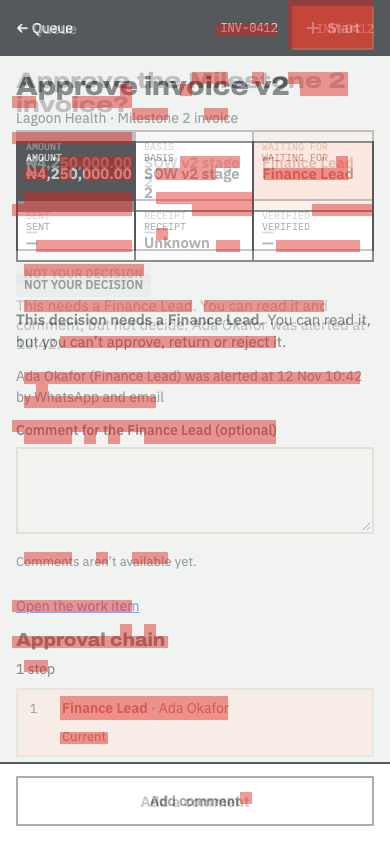 ← Queue
INV-0412
+ Start
Approve invoice v2
Lagoon Health · Milestone 2 invoice
AMOUNT
₦4,250,000.00
BASIS
SOW v2 stage 2
WAITING FOR
Finance Lead
SENT
—
RECEIPT
Unknown
VERIFIED
—
NOT YOUR DECISION
This decision needs a Finance Lead. You can read it,
but you can't approve, return or reject it.
Ada Okafor (Finance Lead) was alerted at 12 Nov 10:42
by WhatsApp and email
Comment for the Finance Lead (optional)
Comments aren't available yet.
Open the work item
Approval chain
1 step
1
Finance Lead · Ada Okafor
Current
Add comment